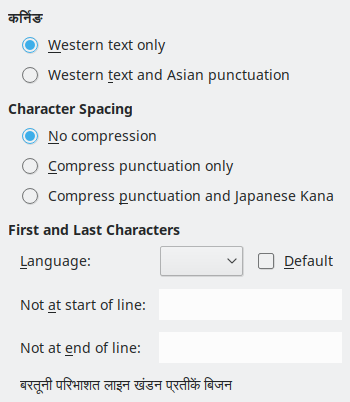 कर्निङ
Western text only
Western text and Asian punctuation
Character Spacing
No compression
Compress punctuation only
Compress punctuation and Japanese Kana
First and Last Characters
Language:
Default
Not at start of line:
Not at end of line:
बरतूनी परिभाशत लाइन खंडन प्रतीकें बिजन